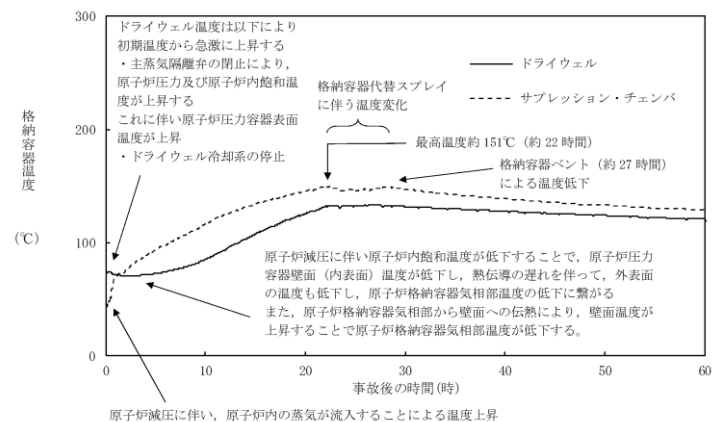 ドライウェル温度は以下により
初期温度から急激に上昇する
・主蒸気隔離弁の閉止により，
原子炉圧力及び原子炉内飽和温
度が上昇する
これに伴い原子炉圧力容器表面
温度が上昇
・ドライウェル冷却系の停止
格納容器代替スプレイ
に伴う温度変化
ドライウェル
サプレッション・チェンバ
最高温度約 151℃（約 22 時間）
格納容器ベント（約 27 時間）
による温度低下
原子炉減圧に伴い原子炉内飽和温度が低下することで，原子炉圧力
容器壁面（内表面）温度が低下し，熱伝導の遅れを伴って，外表面
の温度も低下し，原子炉格納容器気相部温度の低下に繋がる
また，原子炉格納容器気相部から壁面への伝熱により，壁面温度が
上昇することで原子炉格納容器気相部温度が低下する。
格納容器温度
(℃)
300
200
100
0
0
10
20
30
40
50
60
事故後の時間(時)
原子炉減圧に伴い，原子炉内の蒸気が流入することによる温度上昇